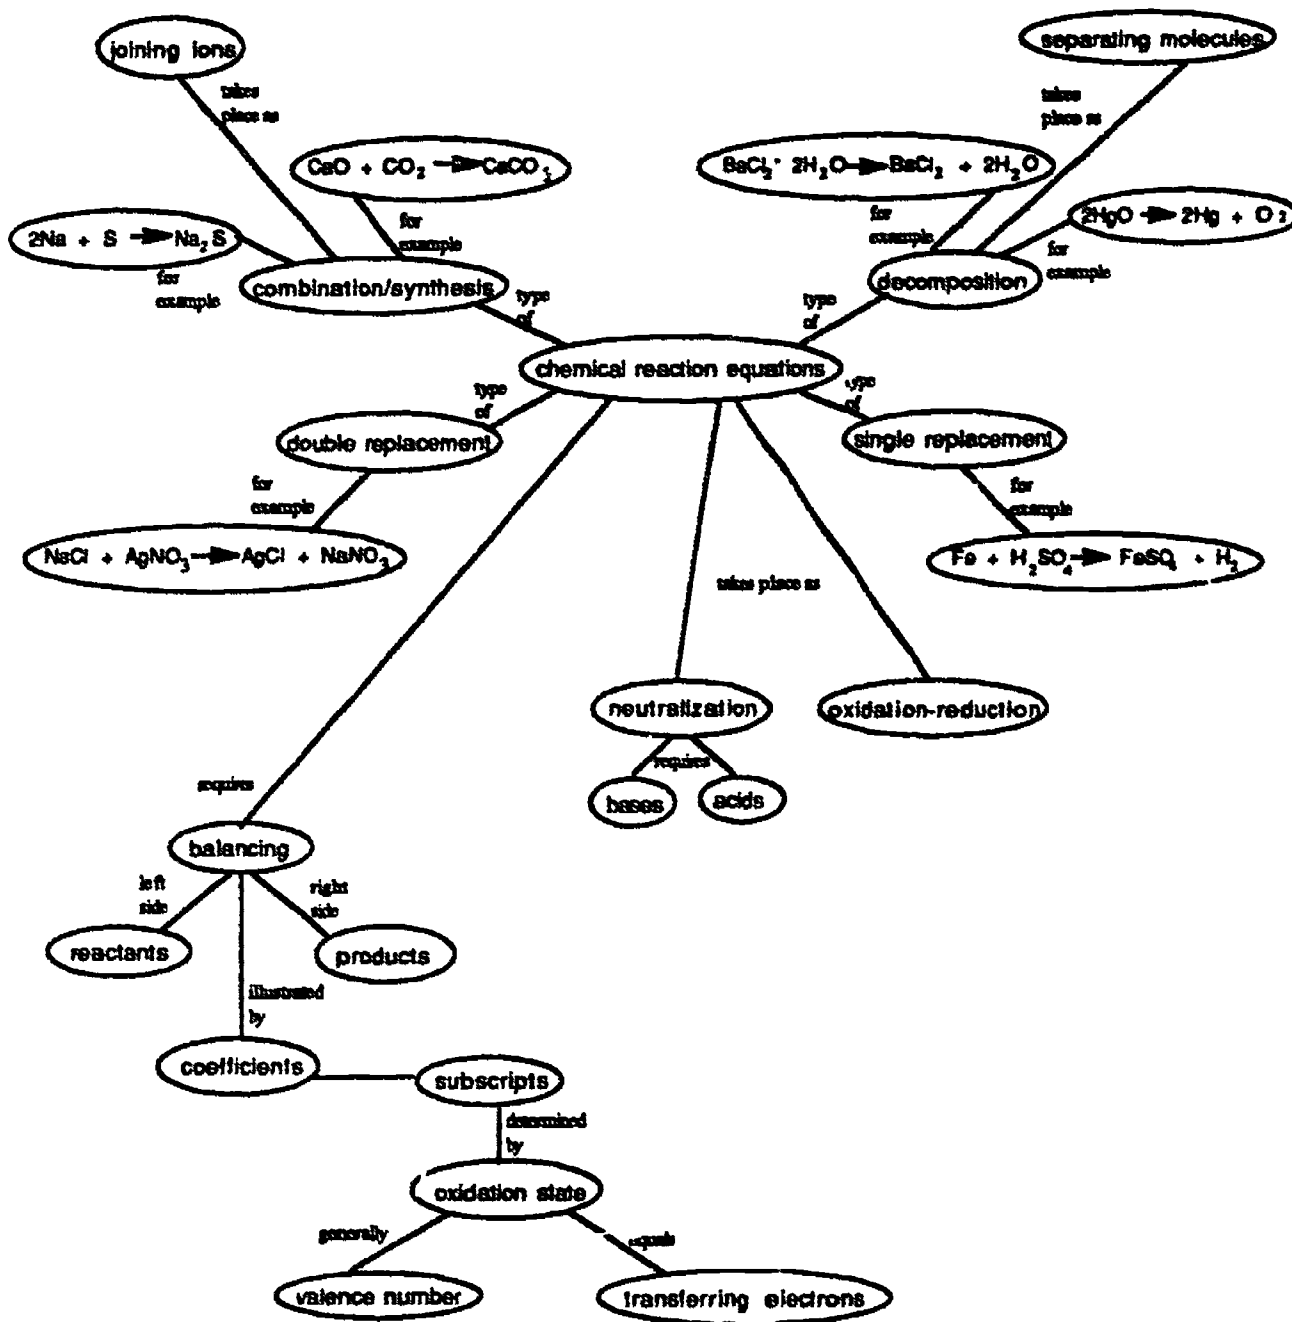 joining ions
separating molecules
takes
place as
takes
place as
CaO + CO2 → CaCO3
BaCl2· 2H2O → BaCl2 + 2H2O
2HgO → 2Hg + O2
2Na + S → Na2S
for
example
for
example
for
example
for
example
combination/synthesis
decomposition
type
of
type
of
chemical reaction equations
type
of
type
of
double replacement
single replacement
for
example
for
example
NaCl + AgNO3 → AgCl + NaNO3
Fe + H2SO4 → FeSO4 + H2
takes place as
neutralization
oxidation-reduction
requires
bases
acids
requires
balancing
left
side
right
side
reactants
products
illustrated
by
coefficients
subscripts
determined
by
oxidation state
generally
equals
valence number
transferring electrons